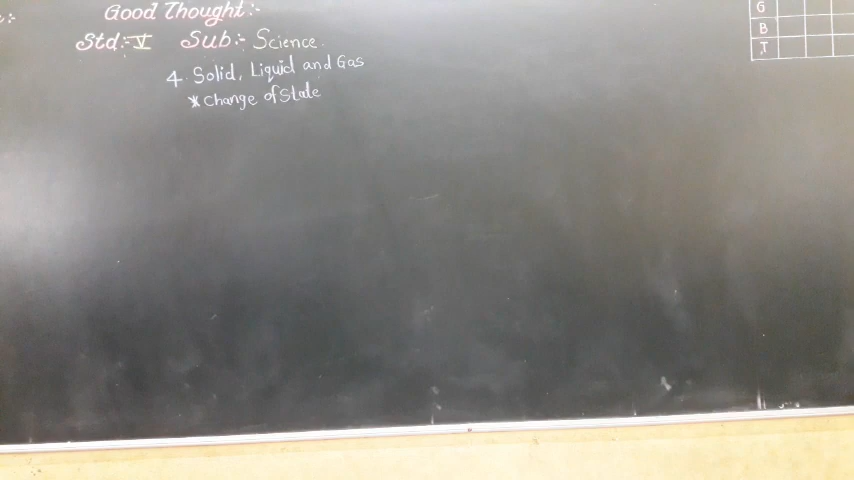 Good Thought:-
Std:- V Sub:- Science
4. Solid, Liquid and Gas
* Change of State
G
B
T